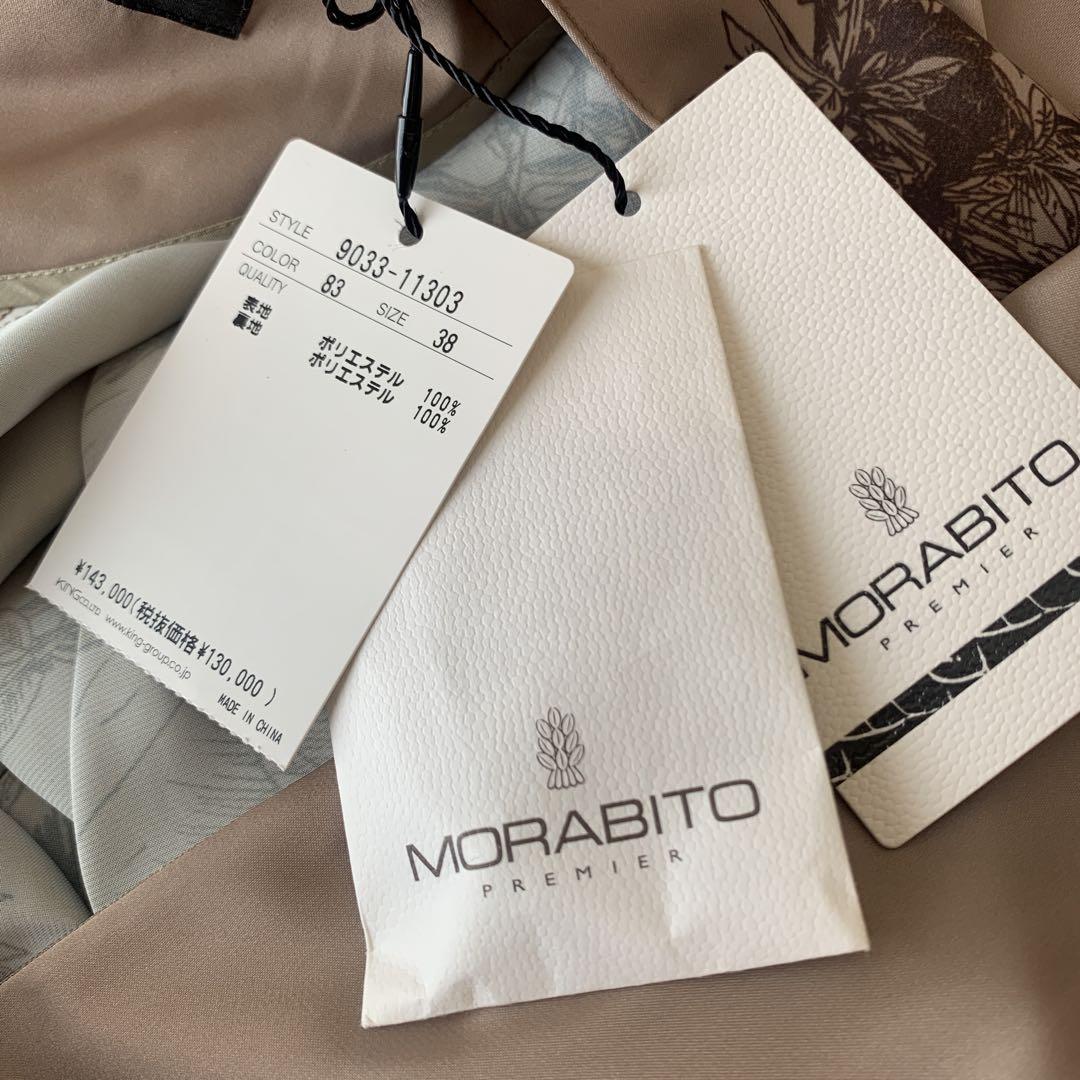 STYLE 9033-11303
COLOR 83 SIZE 38
QUALITY
表地 ポリエステル 100%
裏地 ポリエステル 100%
¥143,000(税抜価格¥130,000 )
KING CO.,LTD. www.king-group.co.jp
MADE IN CHINA
MORABITO
PREMIER
MORABITO
PREMIER